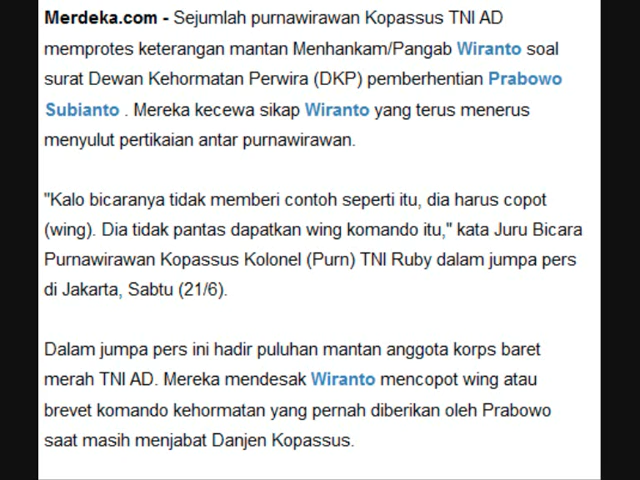 Merdeka.com - Sejumlah purnawirawan Kopassus TNI AD
memprotes keterangan mantan Menhankam/Pangab Wiranto soal
surat Dewan Kehormatan Perwira (DKP) pemberhentian Prabowo
Subianto . Mereka kecewa sikap Wiranto yang terus menerus
menyulut pertikaian antar purnawirawan.
"Kalo bicaranya tidak memberi contoh seperti itu, dia harus copot
(wing). Dia tidak pantas dapatkan wing komando itu," kata Juru Bicara
Purnawirawan Kopassus Kolonel (Purn) TNI Ruby dalam jumpa pers
di Jakarta, Sabtu (21/6).
Dalam jumpa pers ini hadir puluhan mantan anggota korps baret
merah TNI AD. Mereka mendesak Wiranto mencopot wing atau
brevet komando kehormatan yang pernah diberikan oleh Prabowo
saat masih menjabat Danjen Kopassus.